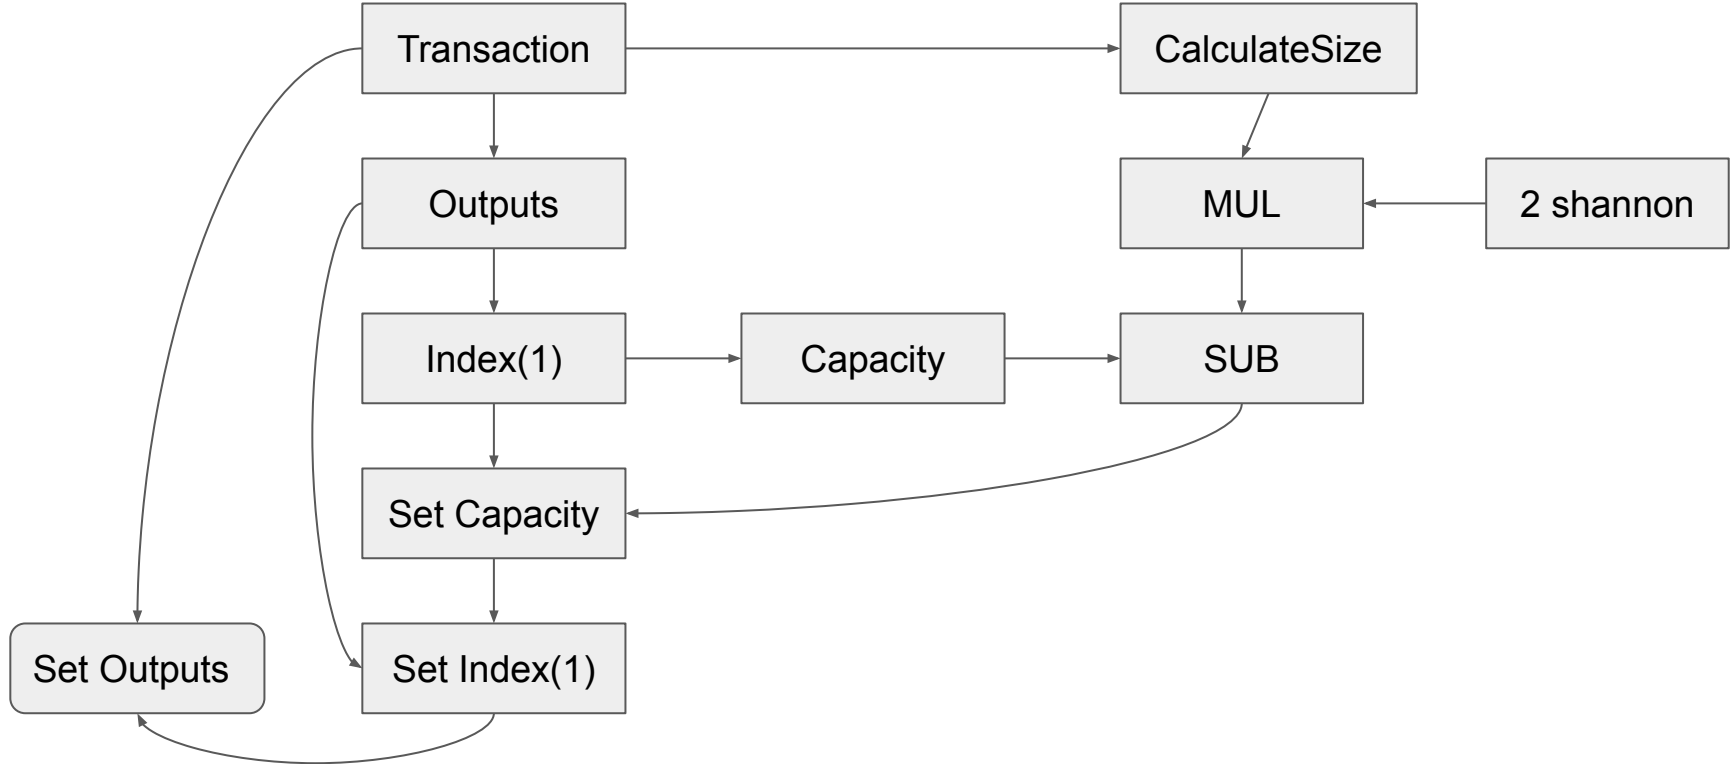 Transaction
CalculateSize
Outputs
MUL
2 shannon
Index(1)
Capacity
SUB
Set Capacity
Set Outputs
Set Index(1)